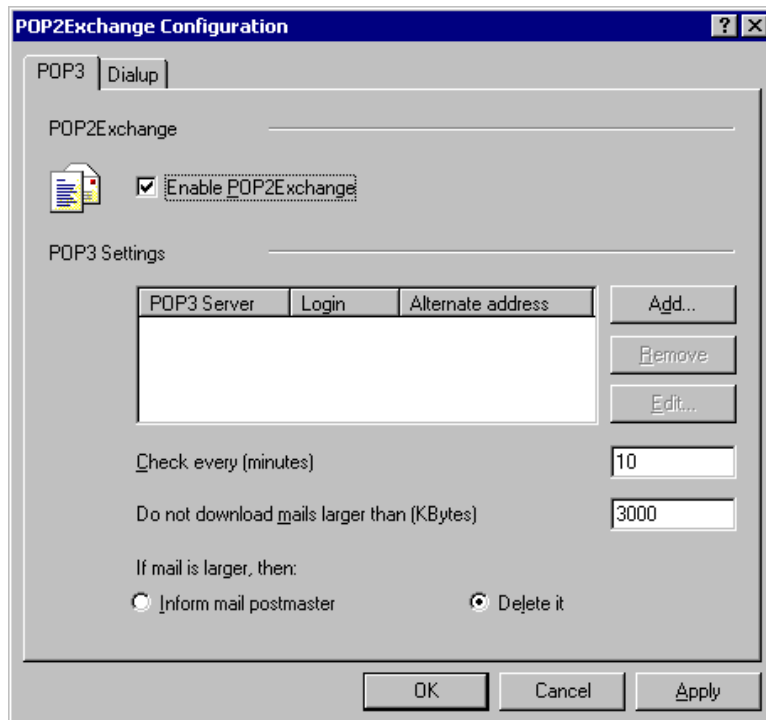 POP2Exchange Configuration
POP3 Dialup
POP2Exchange
Enable POP2Exchange
POP3 Settings
POP3 Server Login Alternate address
Add...
Remove
Edit...
Check every (minutes) 10
Do not download mails larger than (KBytes) 3000
If mail is larger, then:
Inform mail postmaster Delete it
OK Cancel Apply